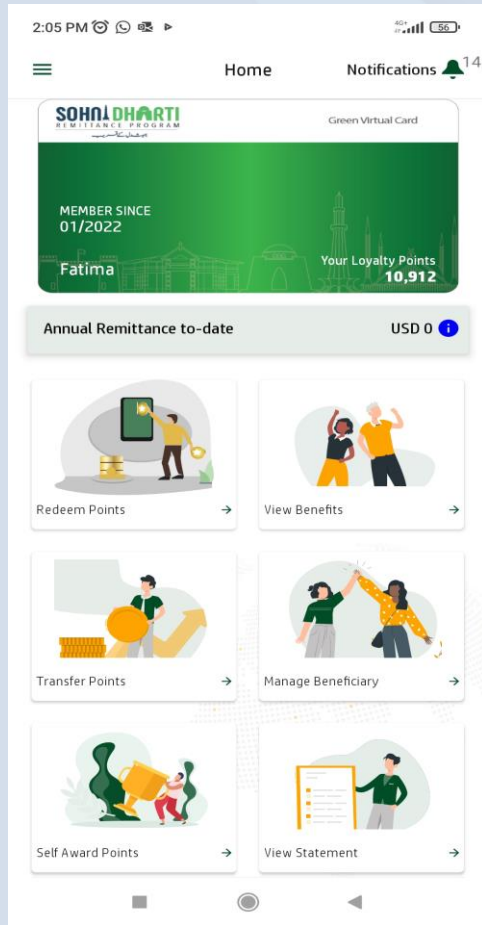 2:05 PM
4G+
56
Home
Notifications
14
SOHNI DHARTI
REMITTANCE PROGRAM
Green Virtual Card
MEMBER SINCE
01/2022
Fatima
Your Loyalty Points
10,912
Annual Remittance to-date
USD 0
Redeem Points
View Benefits
Transfer Points
Manage Beneficiary
Self Award Points
View Statement